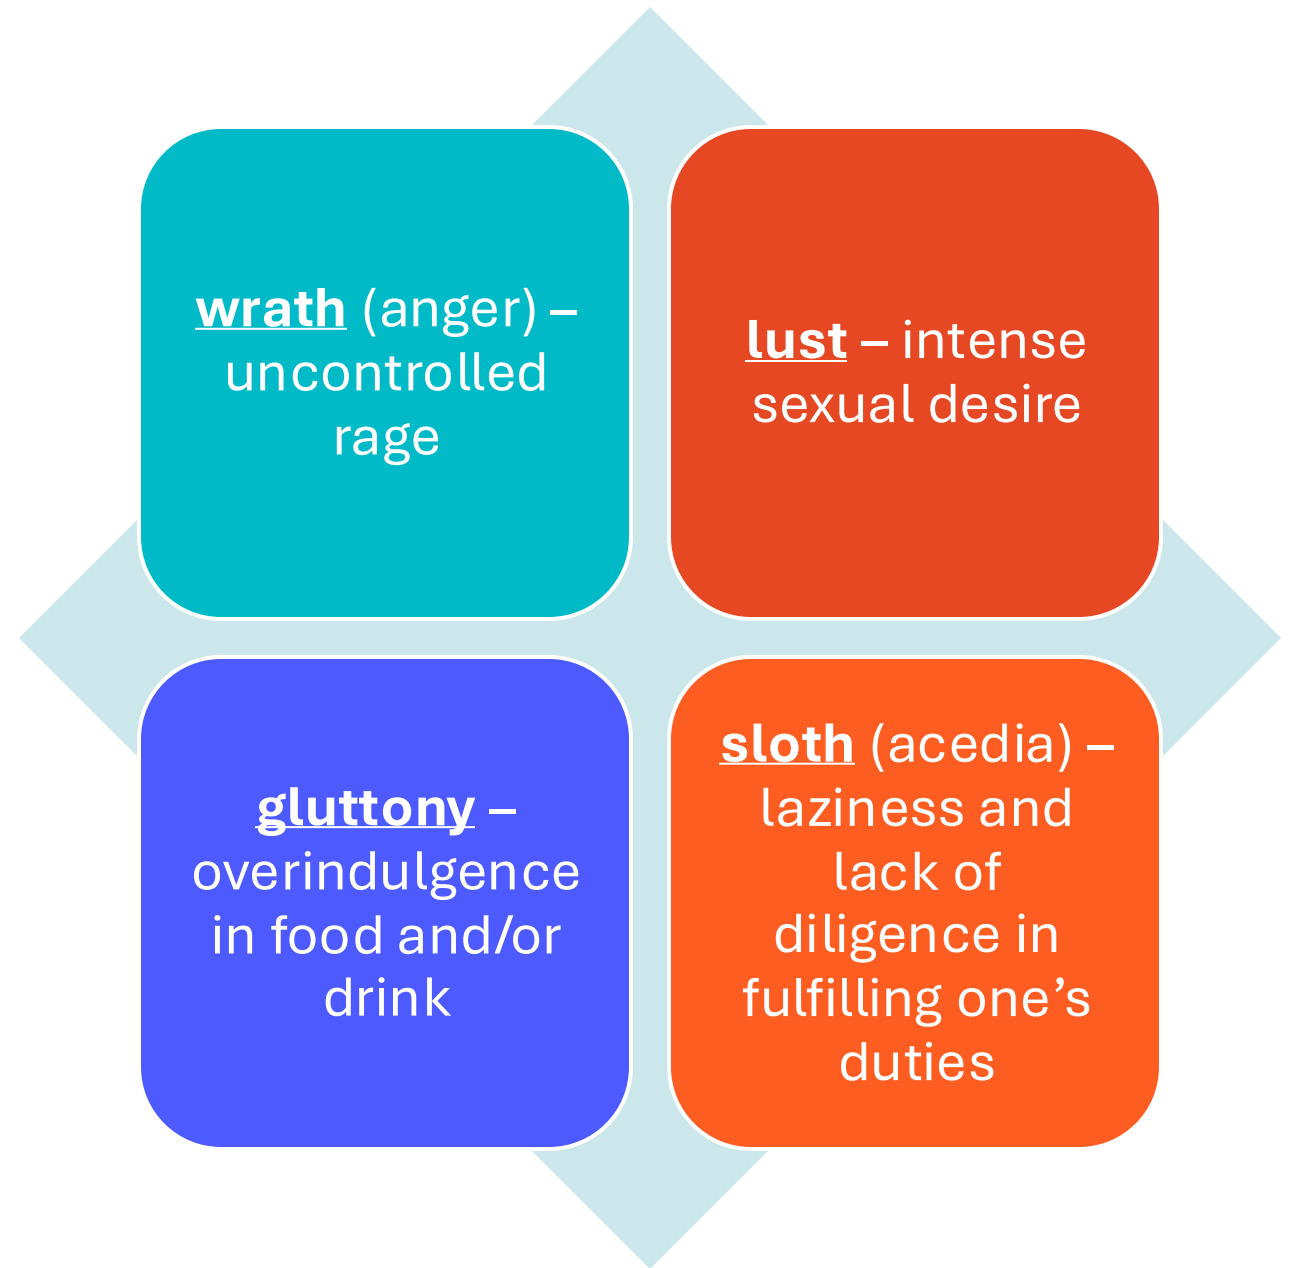 wrath (anger) –
uncontrolled
rage
lust – intense
sexual desire
gluttony –
overindulgence
in food and/or
drink
sloth (acedia) –
laziness and
lack of
diligence in
fulfilling one’s
duties